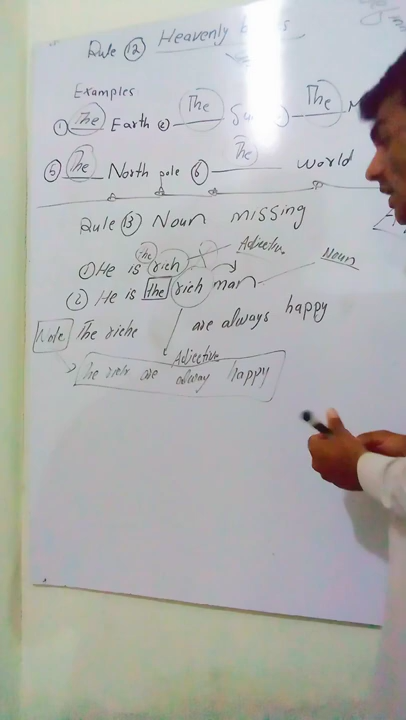 Rule ⑫ Heavenly
Examples
① The Earth ② The ③ The
⑤ The North pole ⑥ The world
Rule ⑬ Noun missing
① He is the rich X Adjective
② He is the rich man Noun
Note The riche are always happy
Adjective
The rich are alway happy